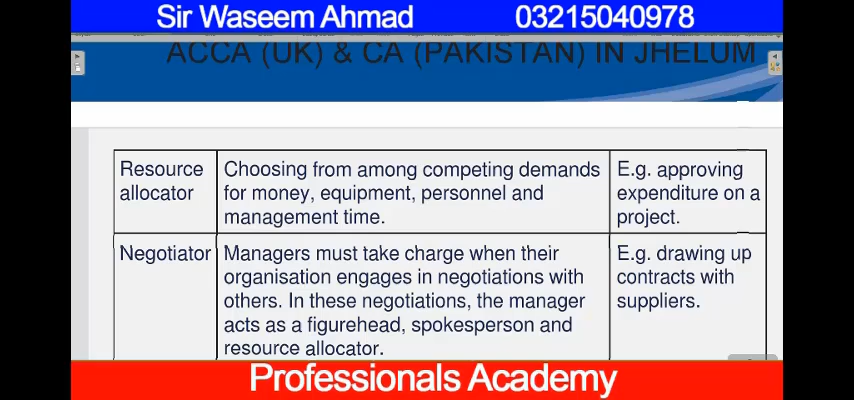 Sir Waseem Ahmad 03215040978
ACCA (UK) & CA (PAKISTAN) IN JHELUM
Resource allocator
Choosing from among competing demands
for money, equipment, personnel and
management time.
E.g. approving
expenditure on a
project.
Negotiator
Managers must take charge when their
organisation engages in negotiations with
others. In these negotiations, the manager
acts as a figurehead, spokesperson and
resource allocator.
E.g. drawing up
contracts with
suppliers.
Professionals Academy